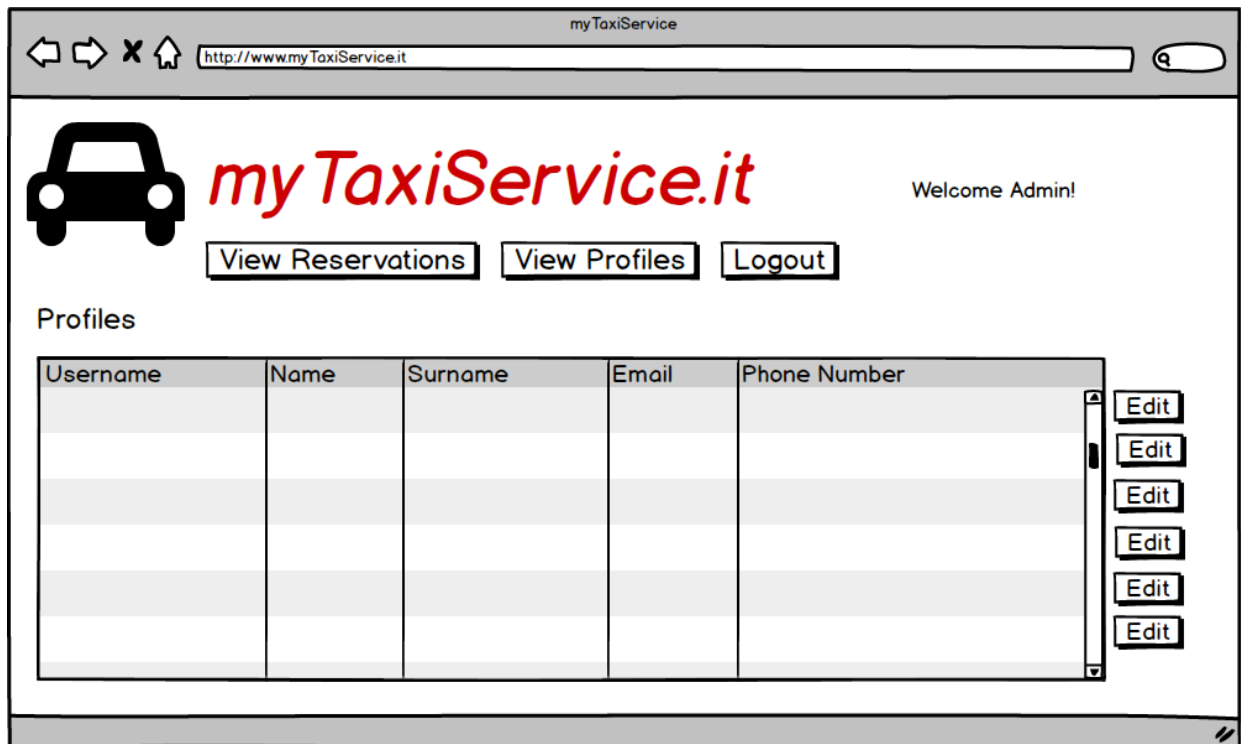 myTaxiService
http://www.myTaxiService.it
myTaxiService.it
Welcome Admin!
View Reservations View Profiles Logout
Profiles
Username Name Surname Email Phone Number
Edit
Edit
Edit
Edit
Edit
Edit